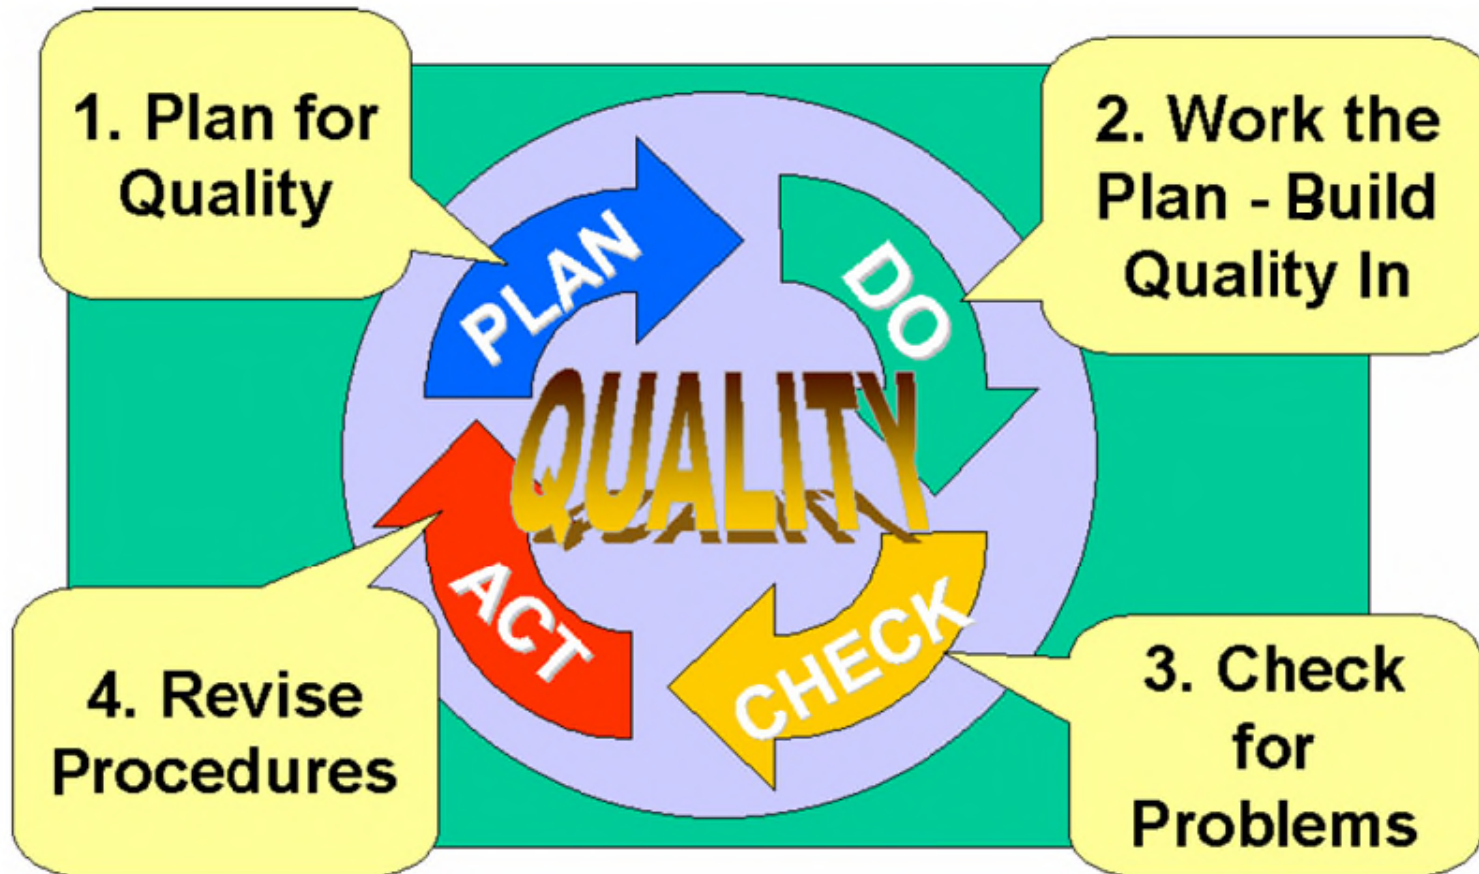 1. Plan for
Quality
2. Work the
Plan - Build
Quality In
PLAN
DO
QUALITY
ACT
CHECK
4. Revise
Procedures
3. Check
for
Problems